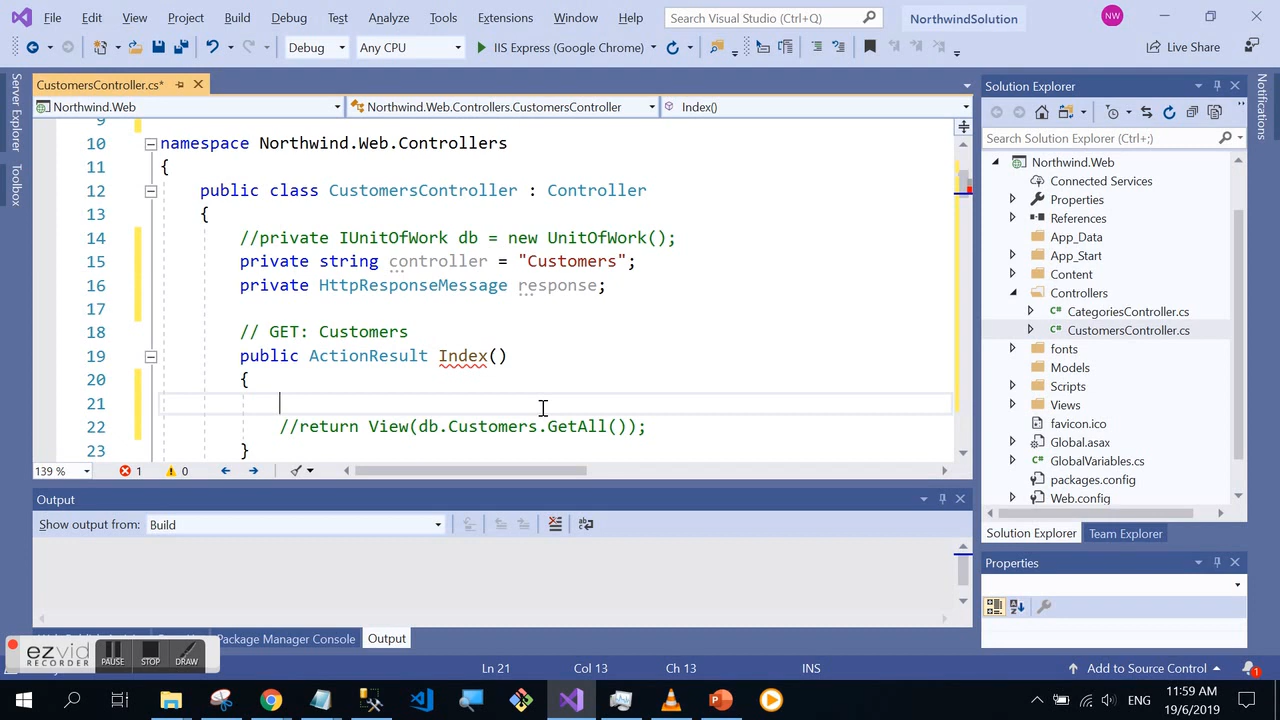 File Edit View Project Build Debug Test Analyze Tools Extensions Window Help Search Visual Studio (Ctrl+Q) NorthwindSolution NW
Debug Any CPU IIS Express (Google Chrome) Live Share
Server Explorer
Toolbox
CustomersController.cs*
Northwind.Web Northwind.Web.Controllers.CustomersController Index()
9
10 namespace Northwind.Web.Controllers
11 {
12 public class CustomersController : Controller
13 {
14 //private IUnitOfWork db = new UnitOfWork();
15 private string controller = "Customers";
16 private HttpResponseMessage response;
17
18 // GET: Customers
19 public ActionResult Index()
20 {
21
22 //return View(db.Customers.GetAll());
23 }
139 % 1 0
Output
Show output from: Build
Package Manager Console Output
Solution Explorer
Search Solution Explorer (Ctrl+;)
Northwind.Web
Connected Services
Properties
References
App_Data
App_Start
Content
Controllers
CategoriesController.cs
CustomersController.cs
fonts
Models
Scripts
Views
favicon.ico
Global.asax
GlobalVariables.cs
packages.config
Web.config
Solution Explorer Team Explorer
Properties
Notifications
ezvid
RECORDER
PAUSE STOP DRAW
Ln 21 Col 13 Ch 13 INS Add to Source Control 1
ENG 11:59 AM
19/6/2019